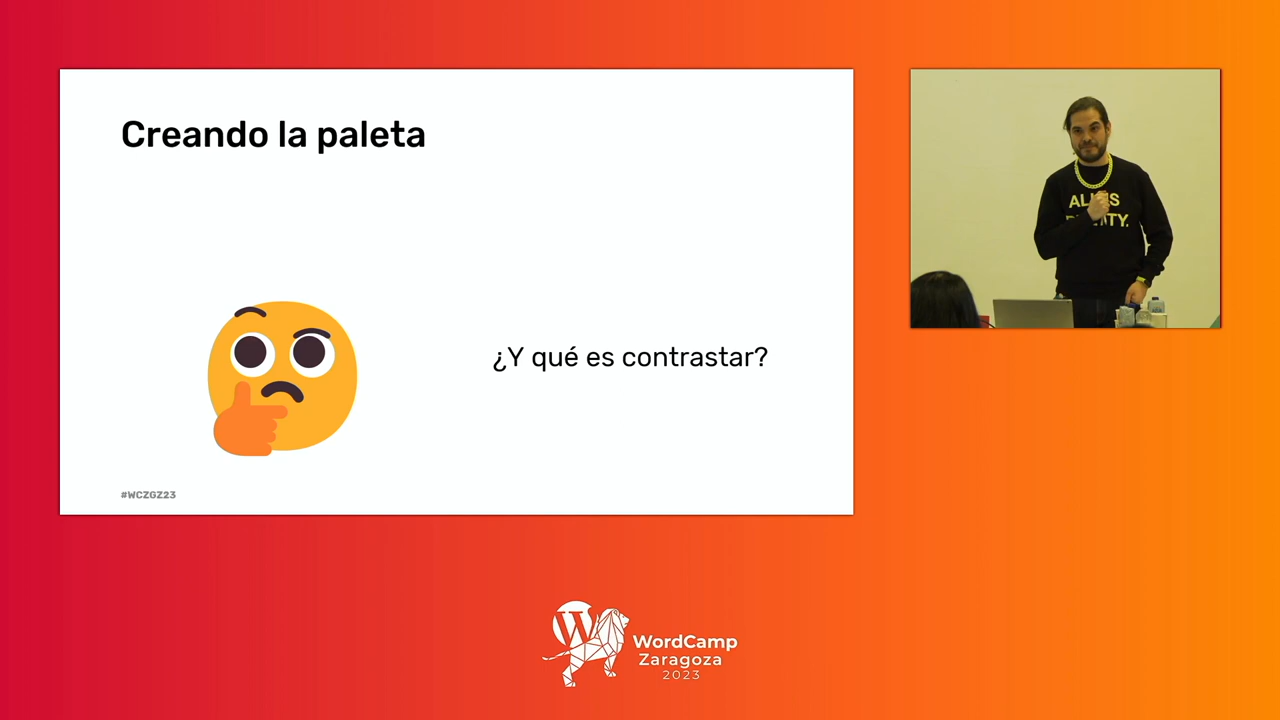 Creando la paleta
¿Y qué es contrastar?
#WCZGZ23
WordCamp
Zaragoza
2023